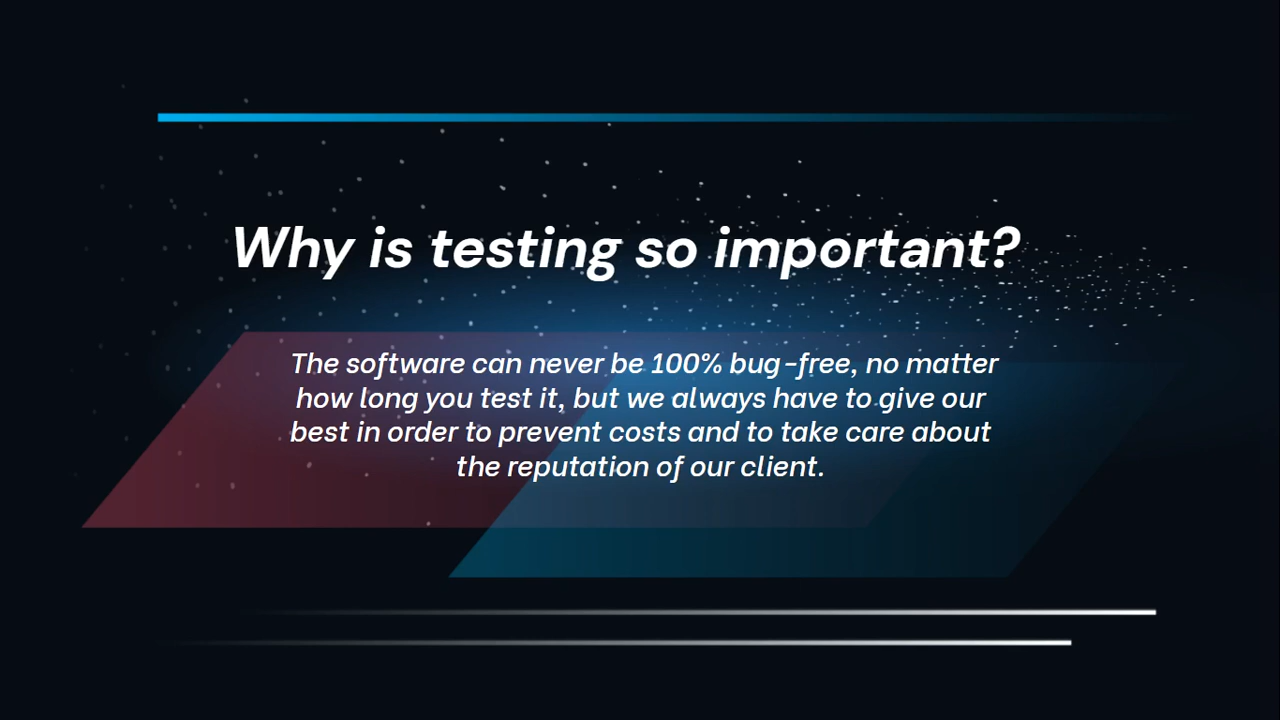 Why is testing so important?
The software can never be 100% bug-free, no matter
how long you test it, but we always have to give our
best in order to prevent costs and to take care about
the reputation of our client.